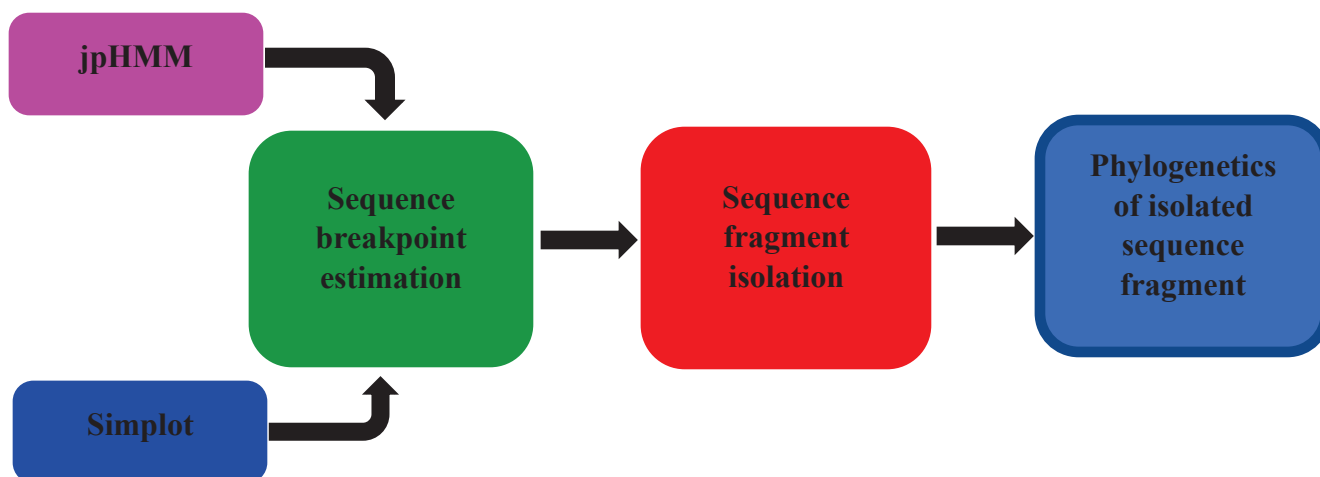 jpHMM
Sequence
breakpoint
estimation
Sequence
fragment
isolation
Phylogenetics
of isolated
sequence
fragment
Simplot